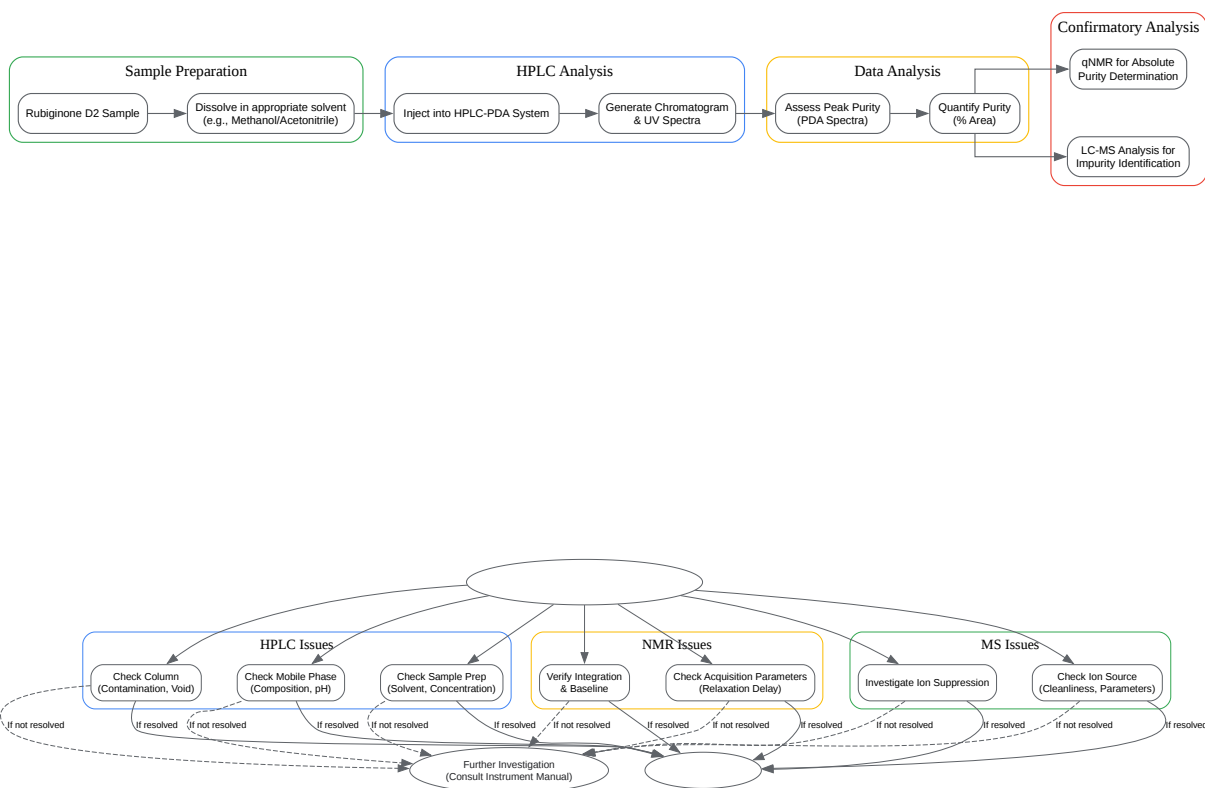 Confirmatory Analysis
Sample Preparation
HPLC Analysis
Data Analysis
qNMR for Absolute
Purity Determination
Rubiginone D2 Sample
Dissolve in appropriate solvent
(e.g., Methanol/Acetonitrile)
Inject into HPLC-PDA System
Generate Chromatogram
& UV Spectra
Assess Peak Purity
(PDA Spectra)
Quantify Purity
(% Area)
LC-MS Analysis for
Impurity Identification
HPLC Issues
NMR Issues
MS Issues
Check Column
(Contamination, Void)
Check Mobile Phase
(Composition, pH)
Check Sample Prep
(Solvent, Concentration)
Verify Integration
& Baseline
Check Acquisition Parameters
(Relaxation Delay)
Investigate Ion Suppression
Check Ion Source
(Cleanliness, Parameters)
If not resolved
If resolved
If not resolved
If resolved
If not resolved
If resolved
If not resolved
If resolved
If not resolved
If resolved
If not resolved
If resolved
If not resolved
If resolved
Further Investigation
(Consult Instrument Manual)